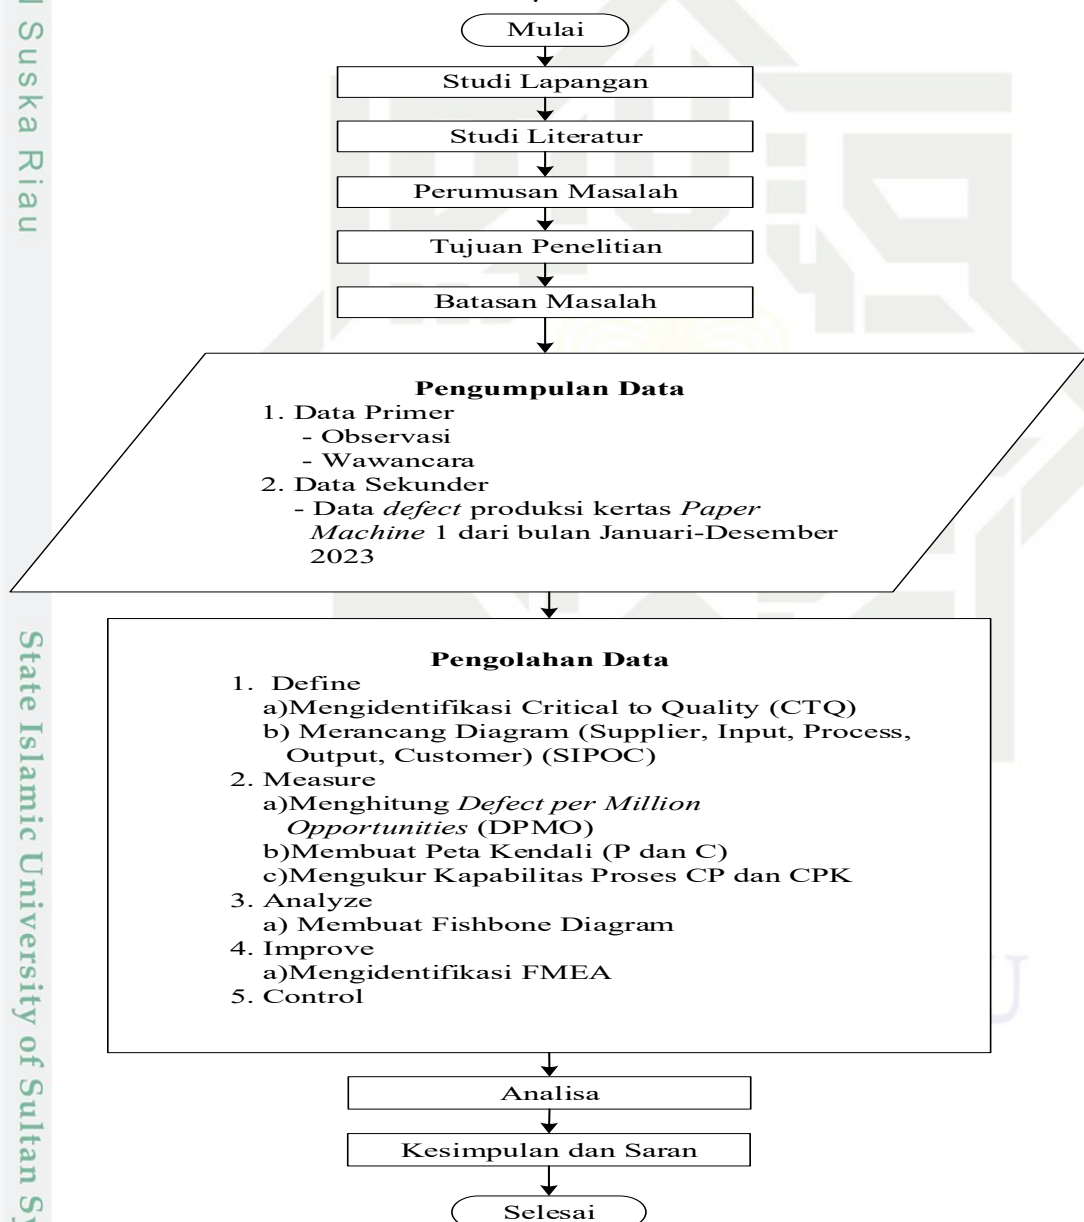 Mulai
Studi Lapangan
Studi Literatur
Perumusan Masalah
Tujuan Penelitian
Batasan Masalah
Pengumpulan Data
1. Data Primer
- Observasi
- Wawancara
2. Data Sekunder
- Data defect produksi kertas Paper
Machine 1 dari bulan Januari-Desember
2023
Pengolahan Data
1. Define
a)Mengidentifikasi Critical to Quality (CTQ)
b) Merancang Diagram (Supplier, Input, Process,
Output, Customer) (SIPOC)
2. Measure
a)Menghitung Defect per Million
Opportunities (DPMO)
b)Membuat Peta Kendali (P dan C)
c)Mengukur Kapabilitas Proses CP dan CPK
3. Analyze
a) Membuat Fishbone Diagram
4. Improve
a)Mengidentifikasi FMEA
5. Control
Analisa
Kesimpulan dan Saran
Selesai
Suska Riau
State Islamic University of Sultan Sy